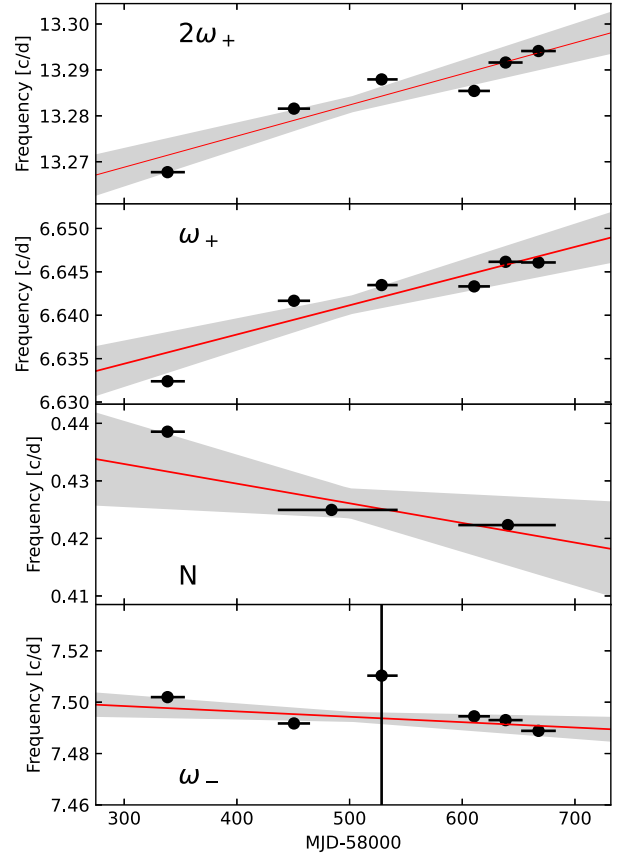 13.30
13.29
13.28
13.27
Frequency [c/d]
2ω+
6.650
6.645
6.640
6.635
6.630
Frequency [c/d]
ω+
0.44
0.43
0.42
0.41
Frequency [c/d]
N
7.52
7.50
7.48
7.46
Frequency [c/d]
ω−
300 400 500 600 700
MJD-58000